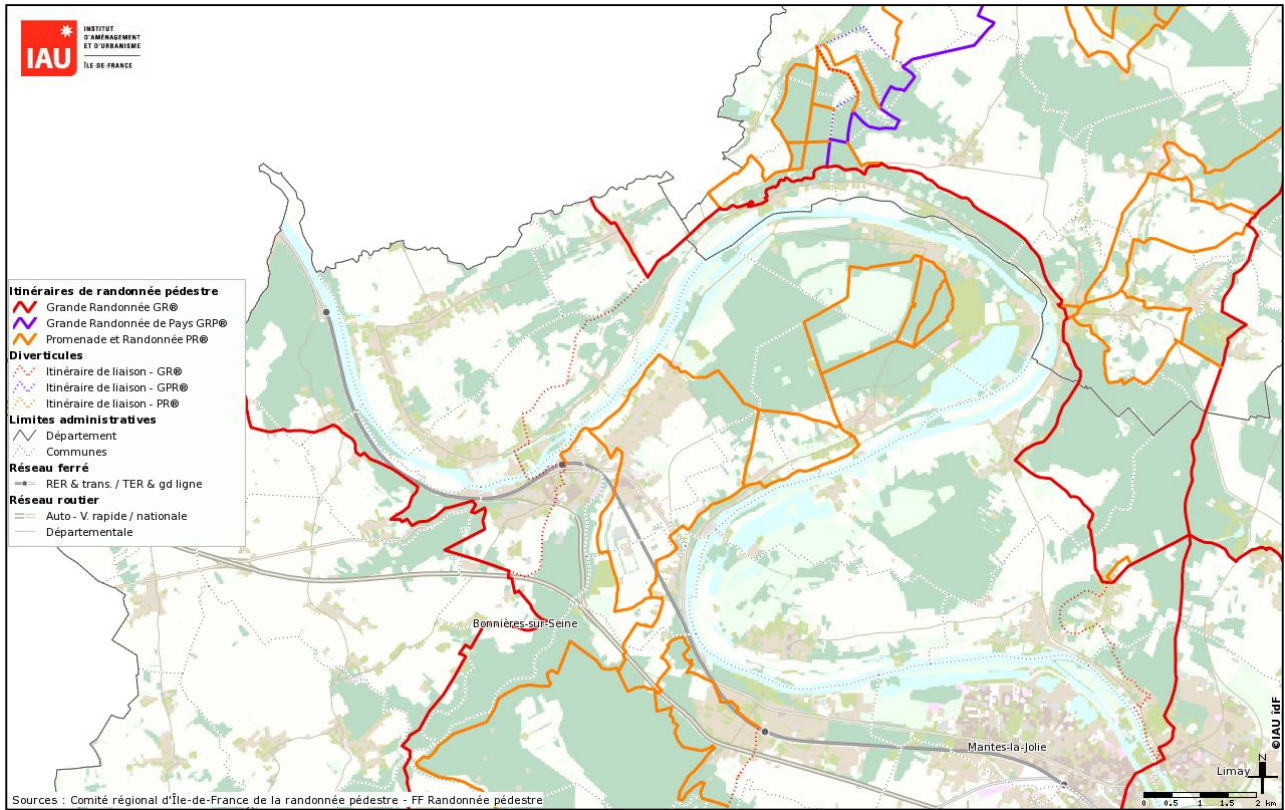 IAU
INSTITUT
D'AMÉNAGEMENT
ET D'URBANISME
ÎLE-DE-FRANCE
Itinéraires de randonnée pédestre
Grande Randonnée GR®
Grande Randonnée de Pays GRP®
Promenade et Randonnée PR®
Diverticules
Itinéraire de liaison - GR®
Itinéraire de liaison - GPR®
Itinéraire de liaison - PR®
Limites administratives
Département
Communes
Réseau ferré
RER & trans. / TER & gd ligne
Réseau routier
Auto - V. rapide / nationale
Départementale
Bonnières-sur-Seine
Mantes-la-Jolie
Limay
©IAU îdF
N
0 0.5 1 1.5 2
Sources : Comité régional d'Île-de-France de la randonnée pédestre - FF Randonnée pédestre